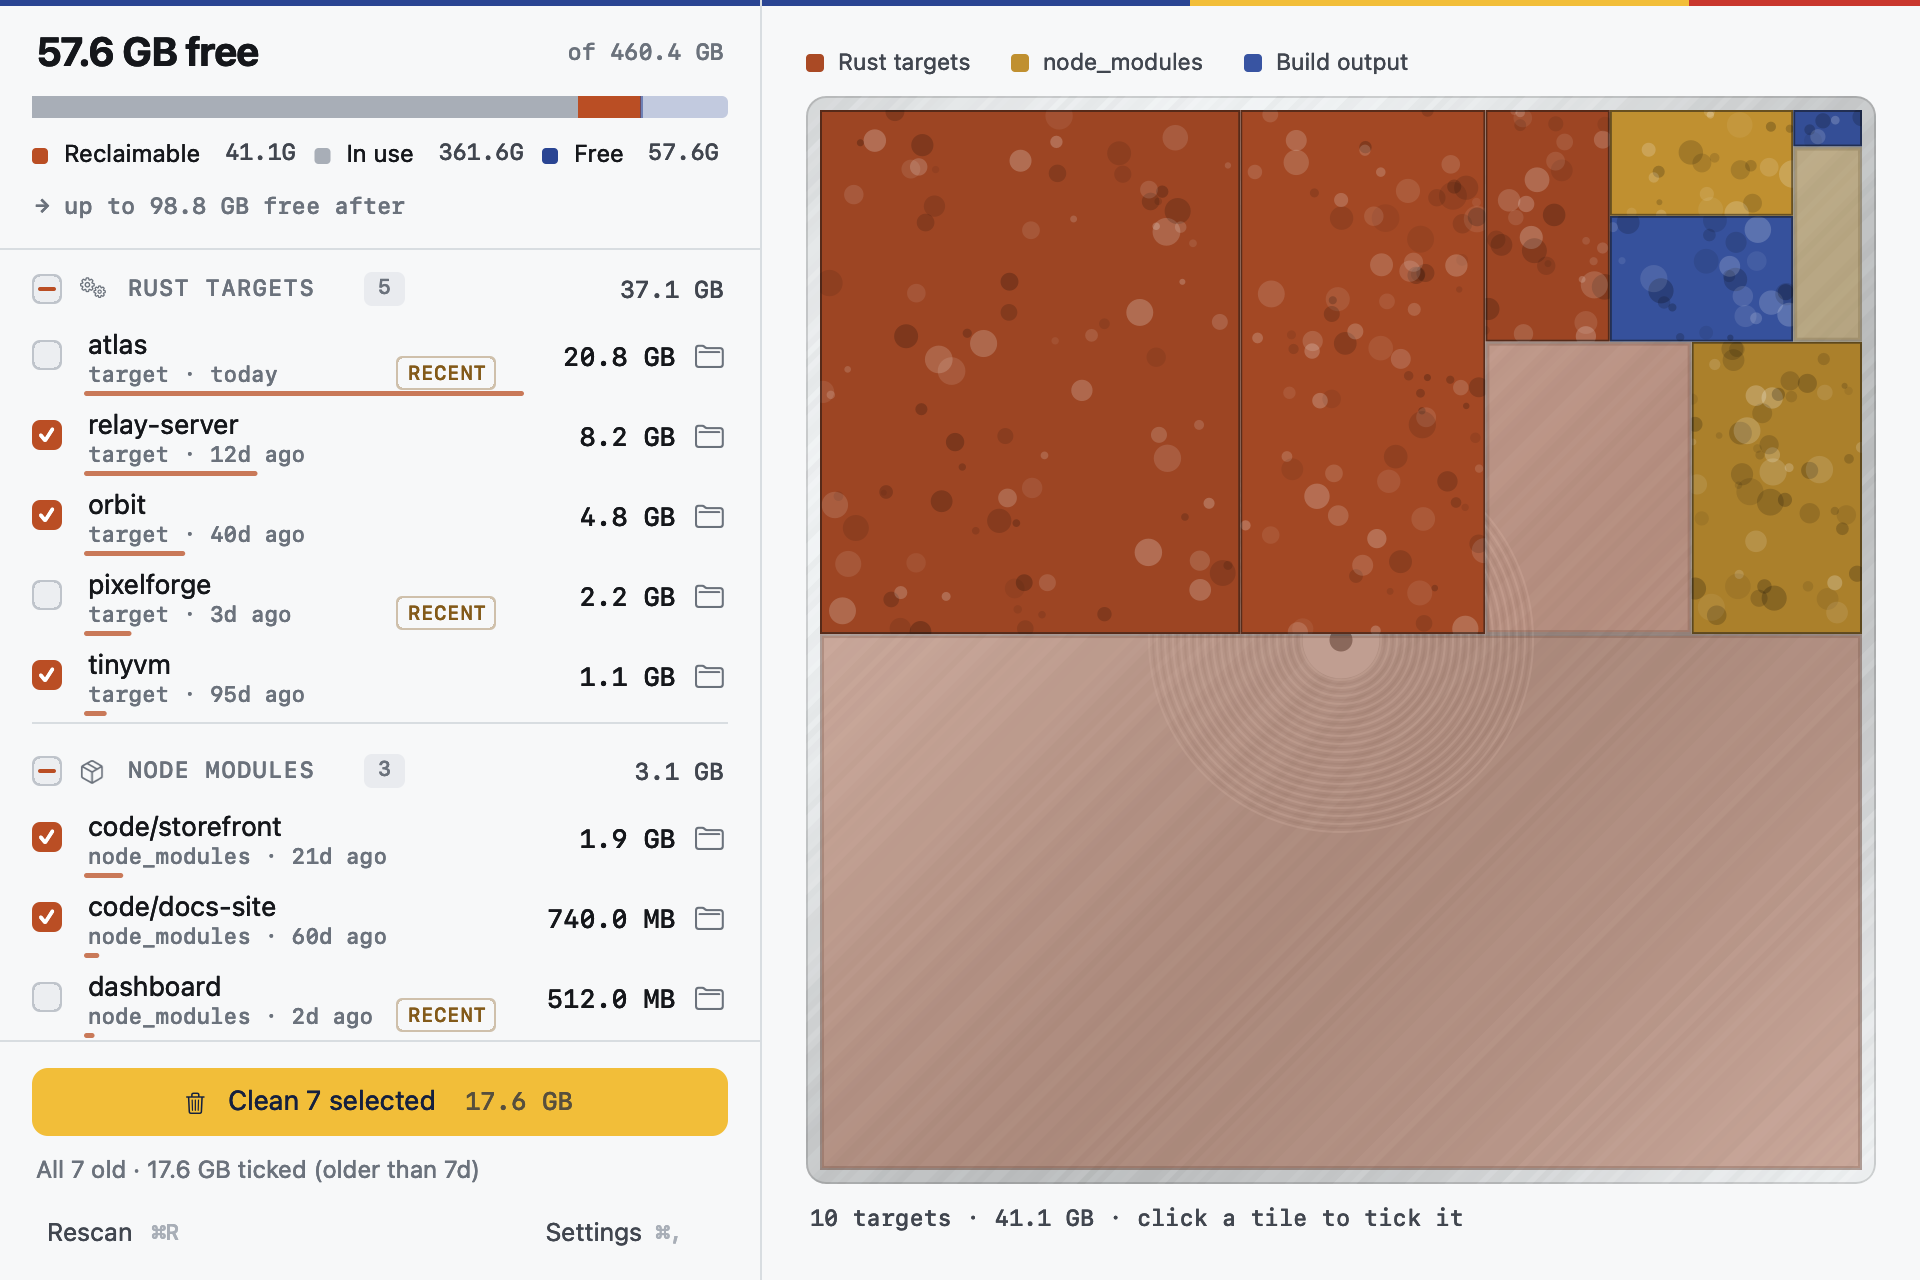 57.6 GB free
of 460.4 GB
Reclaimable 41.1G In use 361.6G Free 57.6G
→ up to 98.8 GB free after
RUST TARGETS 5 37.1 GB
atlas
target · today RECENT 20.8 GB
relay-server
target · 12d ago 8.2 GB
orbit
target · 40d ago 4.8 GB
pixelforge
target · 3d ago RECENT 2.2 GB
tinyvm
target · 95d ago 1.1 GB
NODE MODULES 3 3.1 GB
code/storefront
node_modules · 21d ago 1.9 GB
code/docs-site
node_modules · 60d ago 740.0 MB
dashboard
node_modules · 2d ago RECENT 512.0 MB
Clean 7 selected 17.6 GB
All 7 old · 17.6 GB ticked (older than 7d)
Rescan ⌘R Settings ⌘,
Rust targets node_modules Build output
10 targets · 41.1 GB · click a tile to tick it